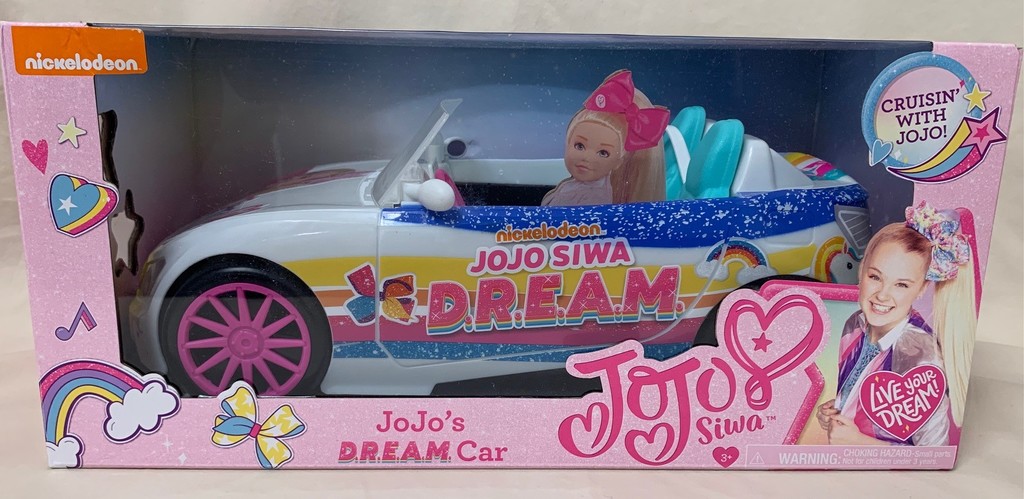 nickelodeon
CRUISIN'
WITH
JOJO!
nickelodeon
JOJO SIWA
D.R.E.A.M.
JoJo
Siwa™
LIVE YOUR
DREAM!
JoJo's
D.R.E.A.M. Car
3+
WARNING: CHOKING HAZARD-Small parts
Not for children under 3 years.